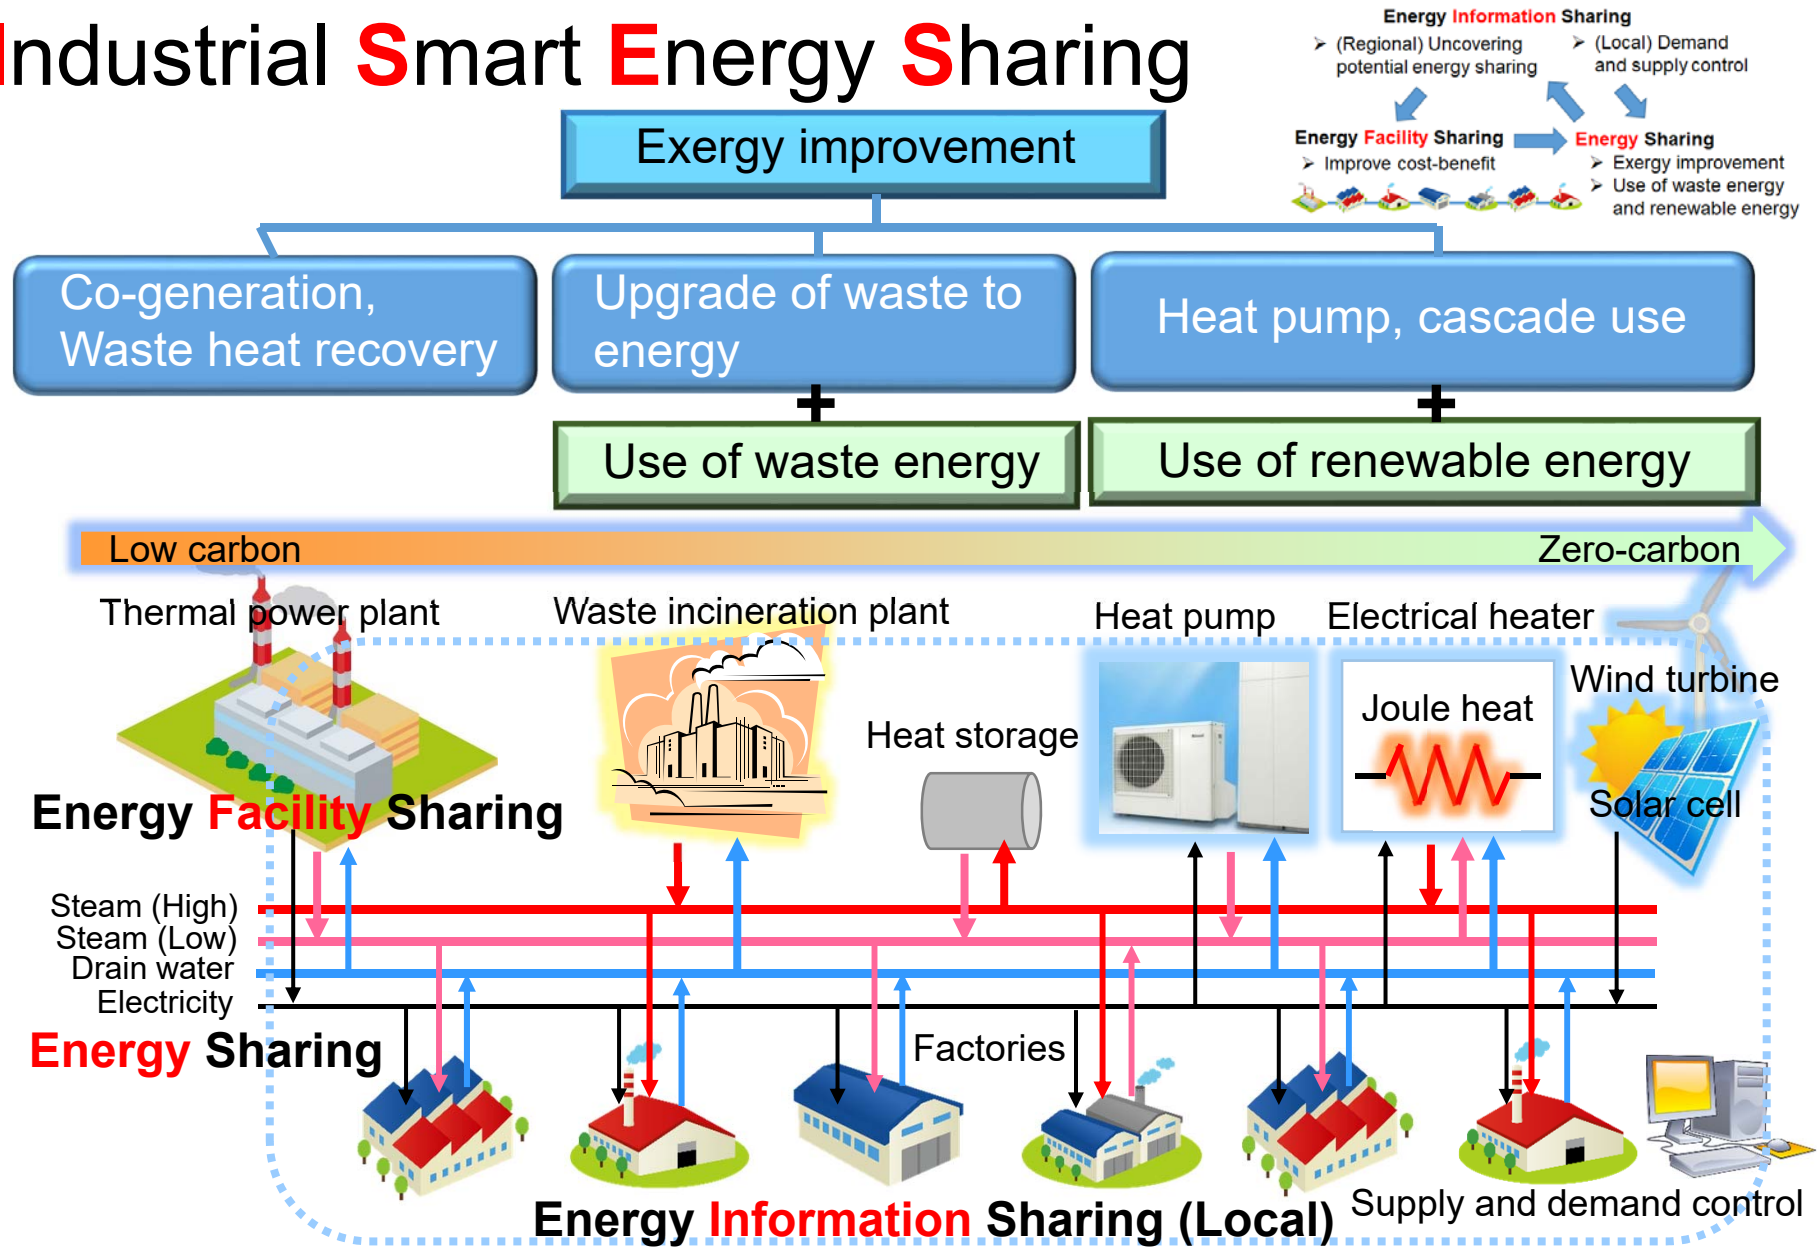 Industrial Smart Energy Sharing
Energy Information Sharing
➤ (Regional) Uncovering
potential energy sharing
➤ (Local) Demand
and supply control
Energy Facility Sharing
➤ Improve cost-benefit
Energy Sharing
➤ Exergy improvement
➤ Use of waste energy
and renewable energy
Exergy improvement
Co-generation,
Waste heat recovery
Upgrade of waste to
energy
Heat pump, cascade use
+
+
Use of waste energy
Use of renewable energy
Low carbon
Zero-carbon
Thermal power plant
Waste incineration plant
Heat pump
Electrical heater
Wind turbine
Joule heat
Heat storage
Solar cell
Energy Facility Sharing
Steam (High)
Steam (Low)
Drain water
Electricity
Energy Sharing
Factories
Supply and demand control
Energy Information Sharing (Local)